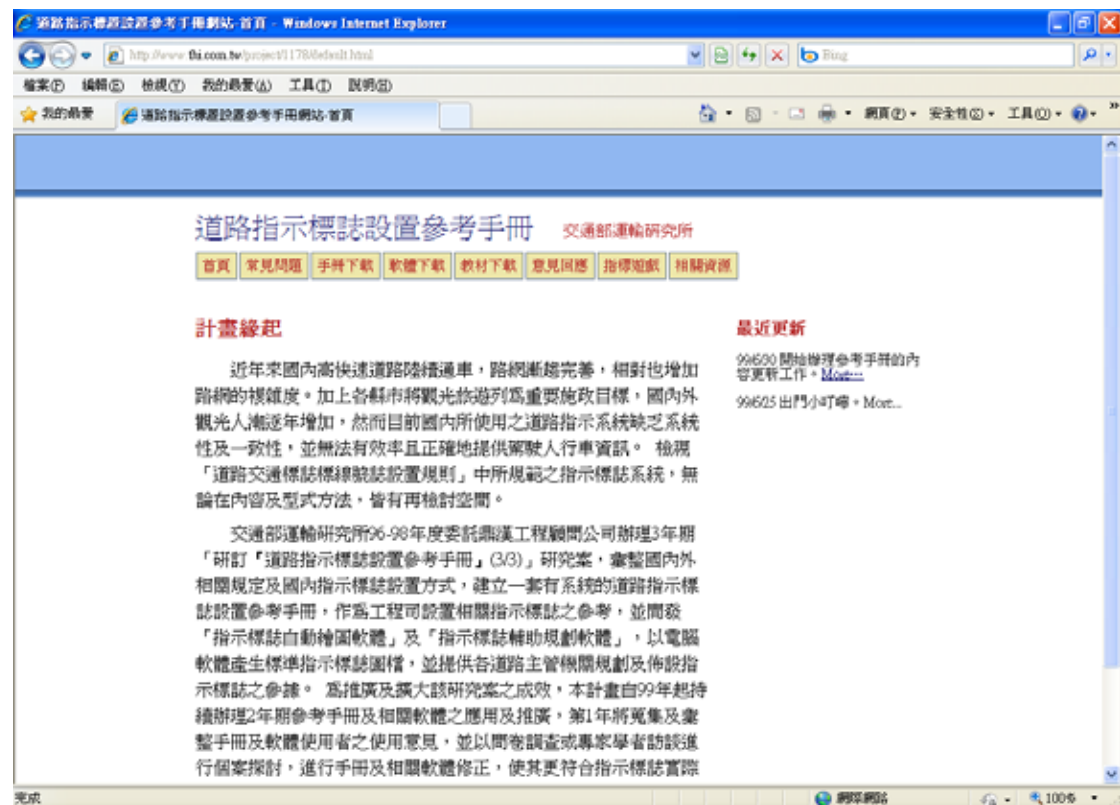 道路指示標誌設置參考手冊網站-首頁 - Windows Internet Explorer
http://www.thi.com.tw/project/1178/default.html
Bing
檔案(F) 編輯(E) 檢視(V) 我的最愛(A) 工具(T) 說明(H)
我的最愛 道路指示標誌設置參考手冊網站-首頁 網頁(P) 安全性(S) 工具(O)
道路指示標誌設置參考手冊 交通部運輸研究所
首頁 常見問題 手冊下載 軟體下載 教材下載 意見回應 指標遊戲 相關資源
計畫緣起
近年來國內高快速道路陸續通車,路網漸趨完善,相對也增加
路網的複雜度。加上各縣市將觀光旅遊列為重要施政目標,國內外
觀光人潮逐年增加,然而目前國內所使用之道路指示系統缺乏系統
性及一致性,並無法有效率且正確地提供駕駛人行車資訊。 檢視
「道路交通標誌標線號誌設置規則」中所規範之指示標誌系統,無
論在內容及型式方法,皆有再檢討空間。
交通部運輸研究所96-98年度委託鼎漢工程顧問公司辦理3年期
「研訂『道路指示標誌設置參考手冊』(3/3)」研究案,彙整國內外
相關規定及國內指示標誌設置方式,建立一套有系統的道路指示標
誌設置參考手冊,作為工程司設置相關指示標誌之參考,並開發
「指示標誌自動繪圖軟體」及「指示標誌輔助規劃軟體」,以電腦
軟體產生標準指示標誌圖檔,並提供各道路主管機關規劃及佈設指
示標誌之參據。 為推廣及擴大該研究案之成效,本計畫自99年起持
續辦理2年期參考手冊及相關軟體之應用及推廣,第1年將蒐集及彙
整手冊及軟體使用者之使用意見,並以問卷調查或專家學者訪談進
行個案探討,進行手冊及相關軟體修正,使其更符合指示標誌實際
最近更新
99/6/30 開始辦理參考手冊的內
容更新工作。More...
99/6/25 出門小叮嚀。More...
完成 網際網路 100%